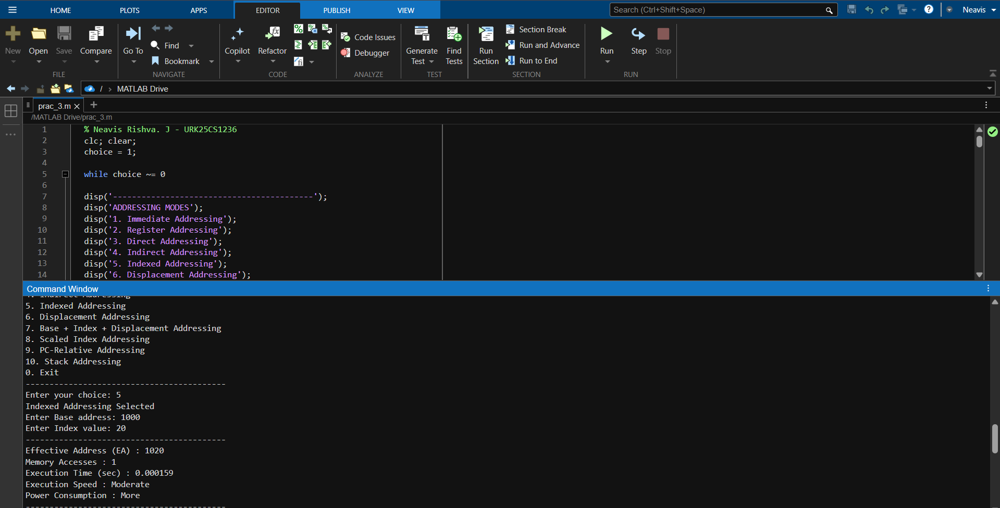 HOME PLOTS APPS EDITOR PUBLISH VIEW Search (Ctrl+Shift+Space) ? Neavis
New Open Save Compare Go To Find Bookmark Copilot Refactor Code Issues Debugger Generate Test Find Tests Run Section Section Break Run and Advance Run to End Run Step Stop
FILE NAVIGATE CODE ANALYZE TEST SECTION RUN
/ › MATLAB Drive
prac_3.m × +
/MATLAB Drive/prac_3.m
1 % Neavis Rishva. J - URK25CS1236
2 clc; clear;
3 choice = 1;
4
5 while choice ~= 0
6
7 disp('------------------------------------------');
8 disp('ADDRESSING MODES');
9 disp('1. Immediate Addressing');
10 disp('2. Register Addressing');
11 disp('3. Direct Addressing');
12 disp('4. Indirect Addressing');
13 disp('5. Indexed Addressing');
14 disp('6. Displacement Addressing');
Command Window
4. Indirect Addressing
5. Indexed Addressing
6. Displacement Addressing
7. Base + Index + Displacement Addressing
8. Scaled Index Addressing
9. PC-Relative Addressing
10. Stack Addressing
0. Exit
------------------------------------------
Enter your choice: 5
Indexed Addressing Selected
Enter Base address: 1000
Enter Index value: 20
------------------------------------------
Effective Address (EA) : 1020
Memory Accesses : 1
Execution Time (sec) : 0.000159
Execution Speed : Moderate
Power Consumption : More
------------------------------------------